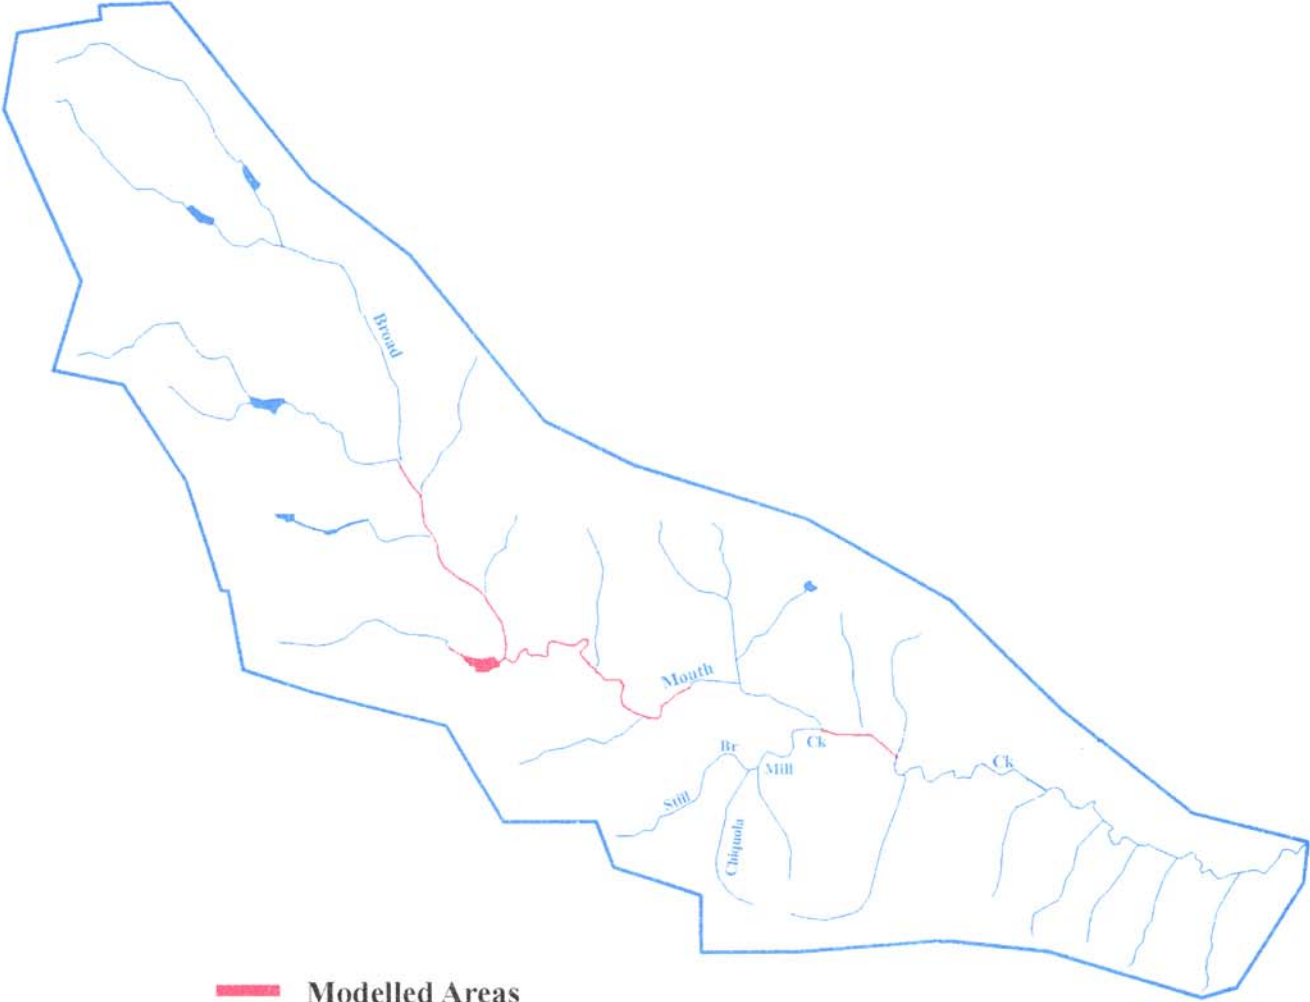 Broad
Mouth
Ck
Br
Mill
Ck
Still
Chiquola
Modelled Areas